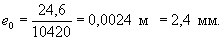 e₀ = 24,6 / 10420 = 0,0024 м = 2,4 мм.